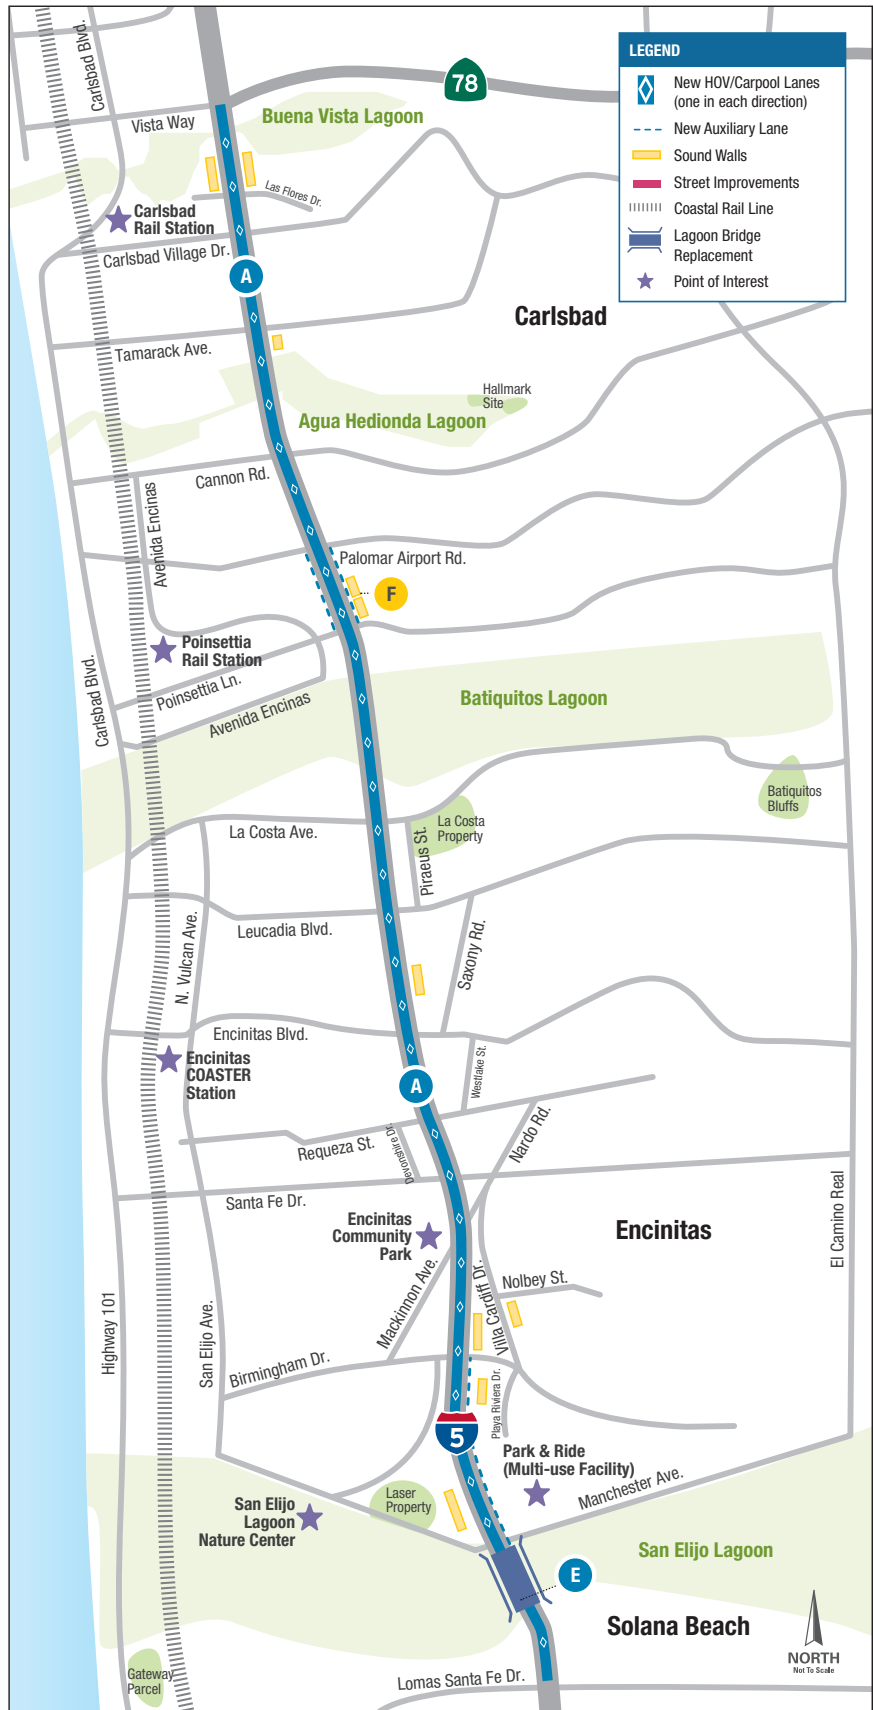 Carlsbad Blvd.
78
LEGEND
New HOV/Carpool Lanes
(one in each direction)
New Auxiliary Lane
Sound Walls
Street Improvements
Coastal Rail Line
Lagoon Bridge
Replacement
Point of Interest
Vista Way
Buena Vista Lagoon
Las Flores Dr.
Carlsbad
Rail Station
Carlsbad Village Dr.
A
Carlsbad
Tamarack Ave.
Hallmark
Site
Agua Hedionda Lagoon
Cannon Rd.
Avenida Encinas
Palomar Airport Rd.
F
Poinsettia
Rail Station
Carlsbad Blvd.
Poinsettia Ln.
Avenida Encinas
Batiquitos Lagoon
Batiquitos
Bluffs
La Costa
Property
La Costa Ave.
Piraeus St.
Leucadia Blvd.
N. Vulcan Ave.
Saxony Rd.
Encinitas Blvd.
Encinitas
COASTER
Station
Westlake St.
A
Requeza St.
Devonshire Dr.
Nardo Rd.
Santa Fe Dr.
El Camino Real
Encinitas
Community
Park
Encinitas
Mackinnon Ave.
Villa Cardiff Dr.
Nolbey St.
Highway 101
San Elijo Ave.
Birmingham Dr.
Playa Riviera Dr.
5
Park & Ride
(Multi-use Facility)
Manchester Ave.
Laser
Property
San Elijo
Lagoon
Nature Center
San Elijo Lagoon
E
Solana Beach
NORTH
Not To Scale
Gateway
Parcel
Lomas Santa Fe Dr.